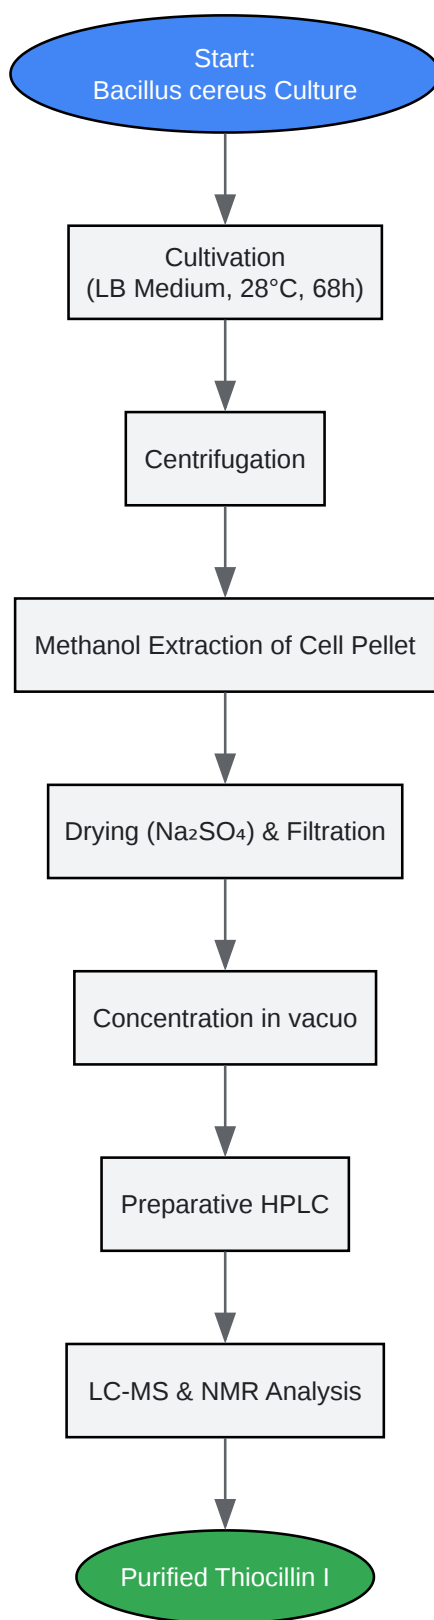 Start:
Bacillus cereus Culture
Cultivation
(LB Medium, 28°C, 68h)
Centrifugation
Methanol Extraction of Cell Pellet
Drying (Na₂SO₄) & Filtration
Concentration in vacuo
Preparative HPLC
LC-MS & NMR Analysis
Purified Thiocillin I